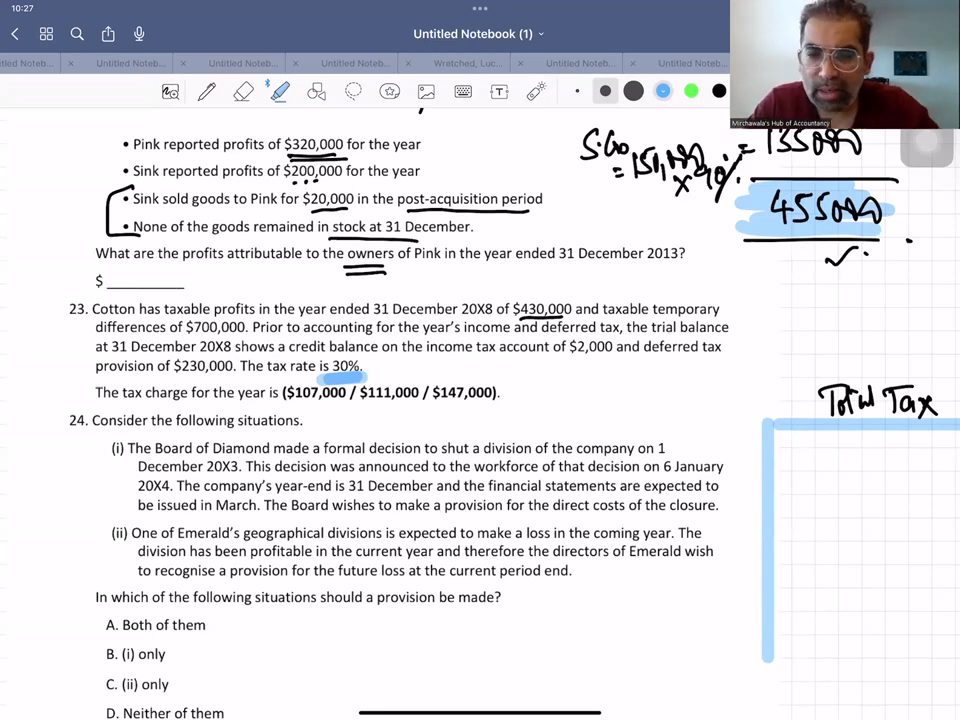 10:27
Untitled Notebook (1)
Untitled Noteb...
Untitled Noteb...
Untitled Noteb...
Untitled Noteb...
Wretched, Luc...
Untitled Noteb...
Untitled Noteb...
Mirchawala's Hub of Accountancy
• Pink reported profits of $320,000 for the year
• Sink reported profits of $200,000 for the year
• Sink sold goods to Pink for $20,000 in the post-acquisition period
• None of the goods remained in stock at 31 December.
What are the profits attributable to the owners of Pink in the year ended 31 December 2013?
$ __________
= 135000
455000
23. Cotton has taxable profits in the year ended 31 December 20X8 of $430,000 and taxable temporary
differences of $700,000. Prior to accounting for the year's income and deferred tax, the trial balance
at 31 December 20X8 shows a credit balance on the income tax account of $2,000 and deferred tax
provision of $230,000. The tax rate is 30%.
The tax charge for the year is ($107,000 / $111,000 / $147,000).
Total Tax
24. Consider the following situations.
(i) The Board of Diamond made a formal decision to shut a division of the company on 1
December 20X3. This decision was announced to the workforce of that decision on 6 January
20X4. The company's year-end is 31 December and the financial statements are expected to
be issued in March. The Board wishes to make a provision for the direct costs of the closure.
(ii) One of Emerald's geographical divisions is expected to make a loss in the coming year. The
division has been profitable in the current year and therefore the directors of Emerald wish
to recognise a provision for the future loss at the current period end.
In which of the following situations should a provision be made?
A. Both of them
B. (i) only
C. (ii) only
D. Neither of them